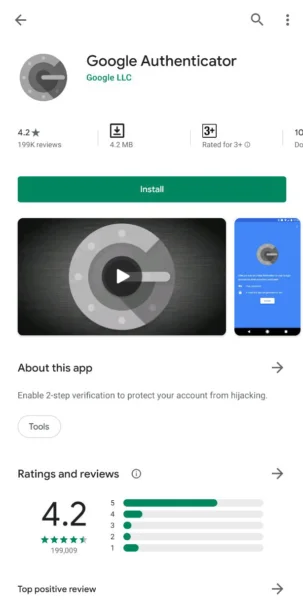 Google Authenticator
Google LLC
4.2★
199K reviews
4.2 MB
3+
Rated for 3+
10
Do
Install
About this app
Enable 2-step verification to protect your account from hijacking.
Tools
Ratings and reviews
4.2
5
4
3
2
1
199,009
Top positive review